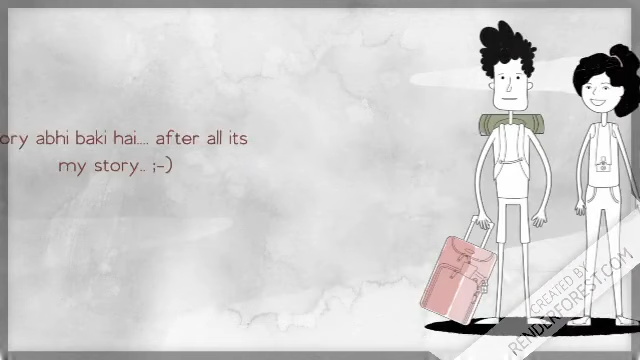 ory abhi baki hai.... after all its
my story.. ;-)
CREATED BY
RENDERFOREST.COM